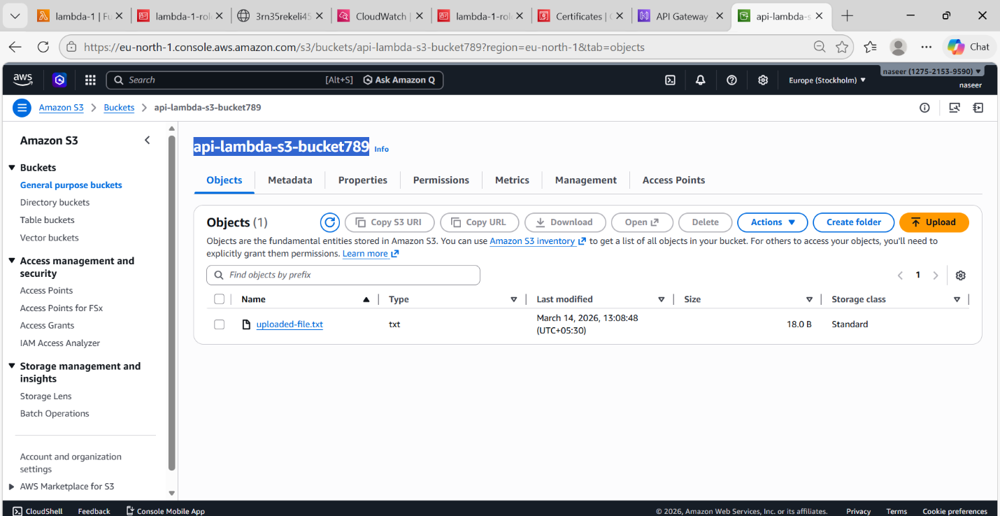 lambda-1 | Fu
lambda-1-rol
3rn35rekeli45
CloudWatch |
lambda-1-rol
Certificates |
API Gateway
api-lambda-s
https://eu-north-1.console.aws.amazon.com/s3/buckets/api-lambda-s3-bucket789?region=eu-north-1&tab=objects
Chat
aws
Search
[Alt+S]
Ask Amazon Q
Europe (Stockholm)
naseer (1275-2153-9590)
naseer
Amazon S3
Buckets
api-lambda-s3-bucket789
Amazon S3
Buckets
General purpose buckets
Directory buckets
Table buckets
Vector buckets
Access management and
security
Access Points
Access Points for FSx
Access Grants
IAM Access Analyzer
Storage management and
insights
Storage Lens
Batch Operations
Account and organization
settings
AWS Marketplace for S3
api-lambda-s3-bucket789 Info
Objects Metadata Properties Permissions Metrics Management Access Points
Objects (1)
Copy S3 URI Copy URL Download Open Delete Actions Create folder Upload
Objects are the fundamental entities stored in Amazon S3. You can use Amazon S3 inventory to get a list of all objects in your bucket. For others to access your objects, you'll need to
explicitly grant them permissions. Learn more
Find objects by prefix
1
Name Type Last modified Size Storage class
uploaded-file.txt txt March 14, 2026, 13:08:48
(UTC+05:30) 18.0 B Standard
CloudShell Feedback Console Mobile App © 2026, Amazon Web Services, Inc. or its affiliates. Privacy Terms Cookie preferences